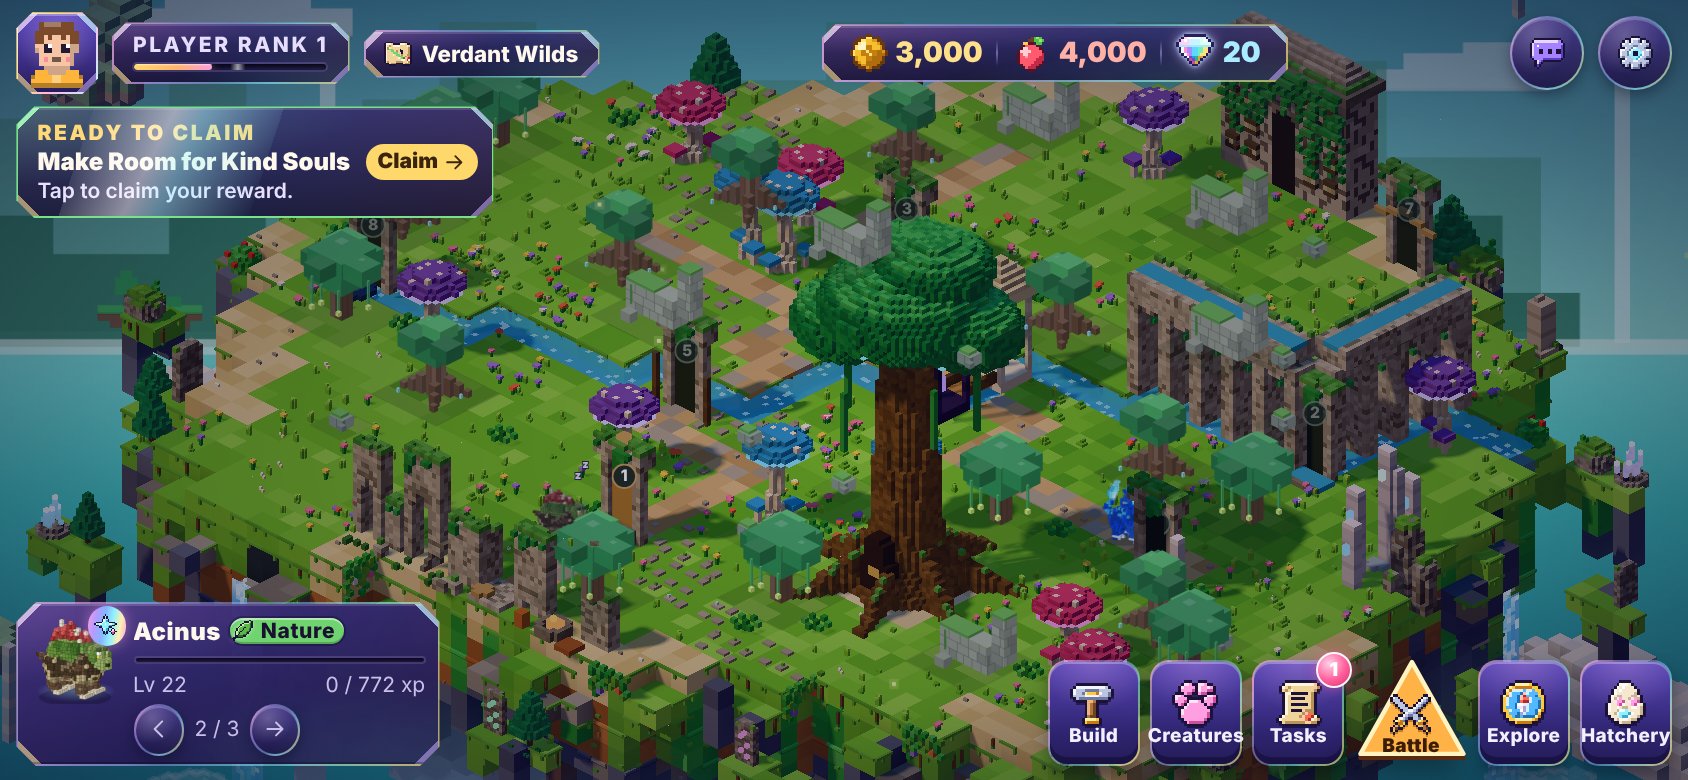 PLAYER RANK 1
Verdant Wilds
3,000
4,000
20
READY TO CLAIM
Make Room for Kind Souls
Claim →
Tap to claim your reward.
8
3
7
5
2
1
z z z
Acinus
Nature
Lv 22
0 / 772 xp
2 / 3
Build
Creatures
1
Tasks
Battle
Explore
Hatchery